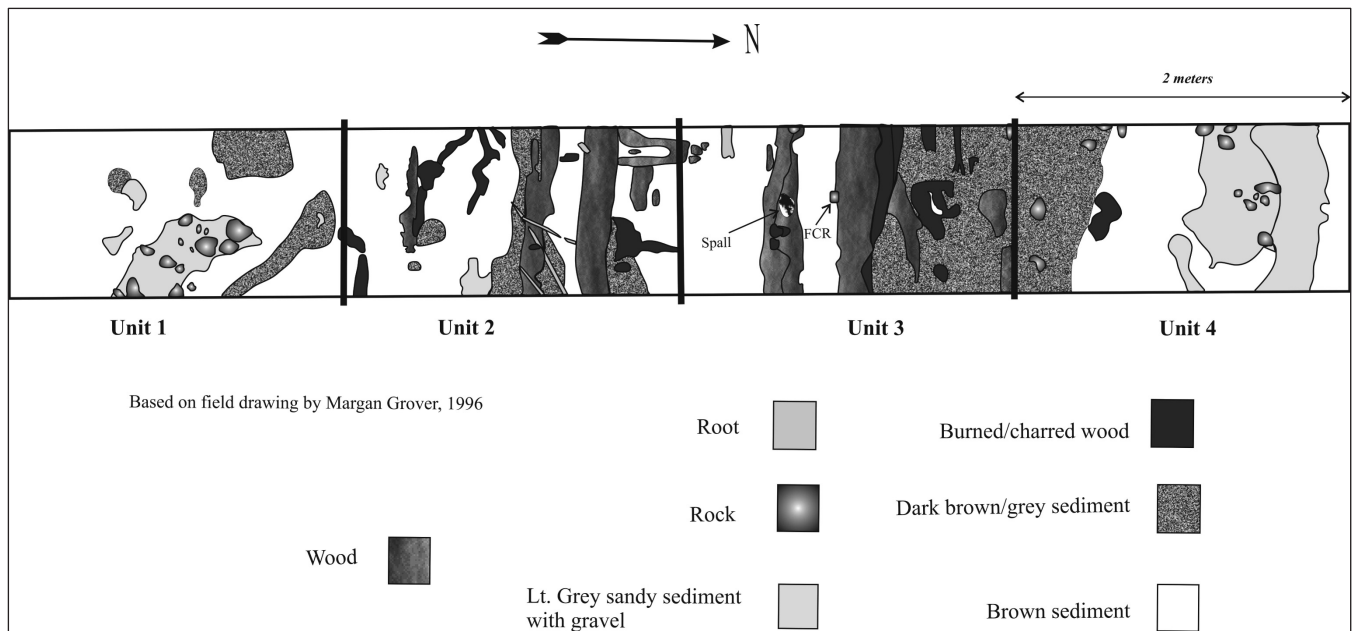 N
2 meters
Spall
FCR
Unit 1
Unit 2
Unit 3
Unit 4
Based on field drawing by Margan Grover, 1996
Root
Burned/charred wood
Rock
Dark brown/grey sediment
Wood
Lt. Grey sandy sediment
with gravel
Brown sediment